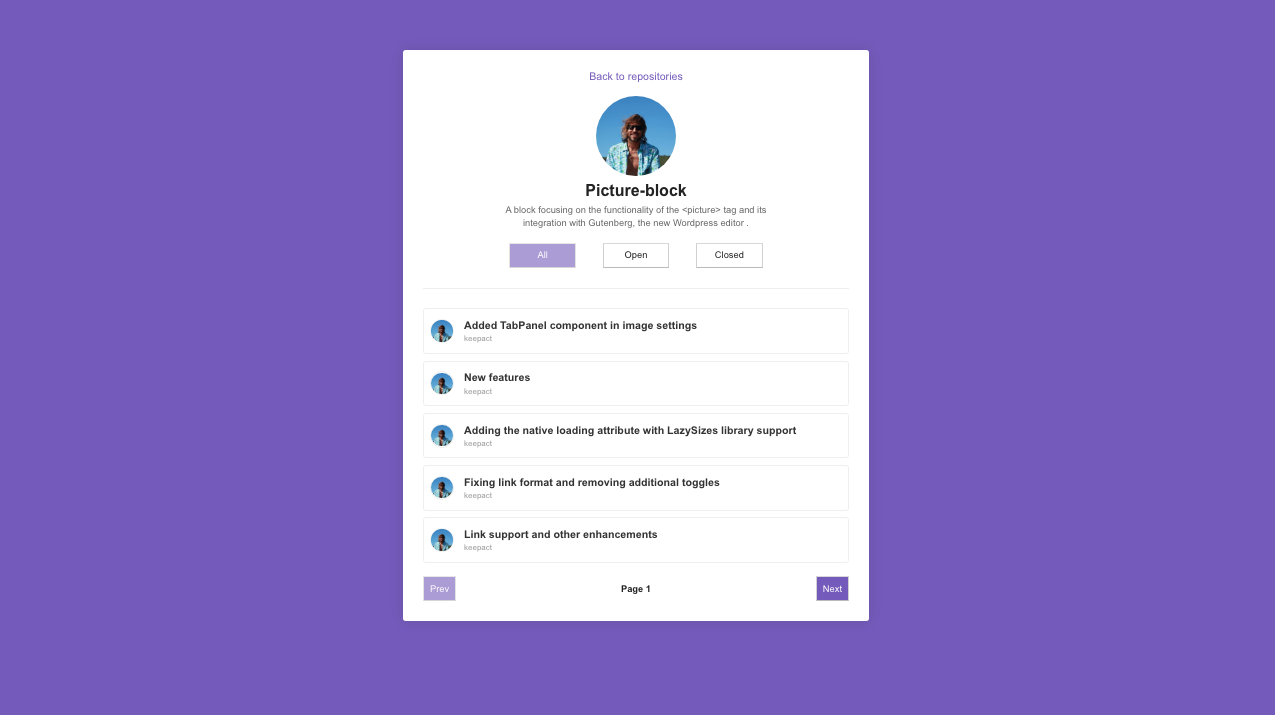 Back to repositories
Picture-block
A block focusing on the functionality of the <picture> tag and its
integration with Gutenberg, the new Wordpress editor .
All Open Closed
Added TabPanel component in image settings
keepact
New features
keepact
Adding the native loading attribute with LazySizes library support
keepact
Fixing link format and removing additional toggles
keepact
Link support and other enhancements
keepact
Prev Page 1 Next